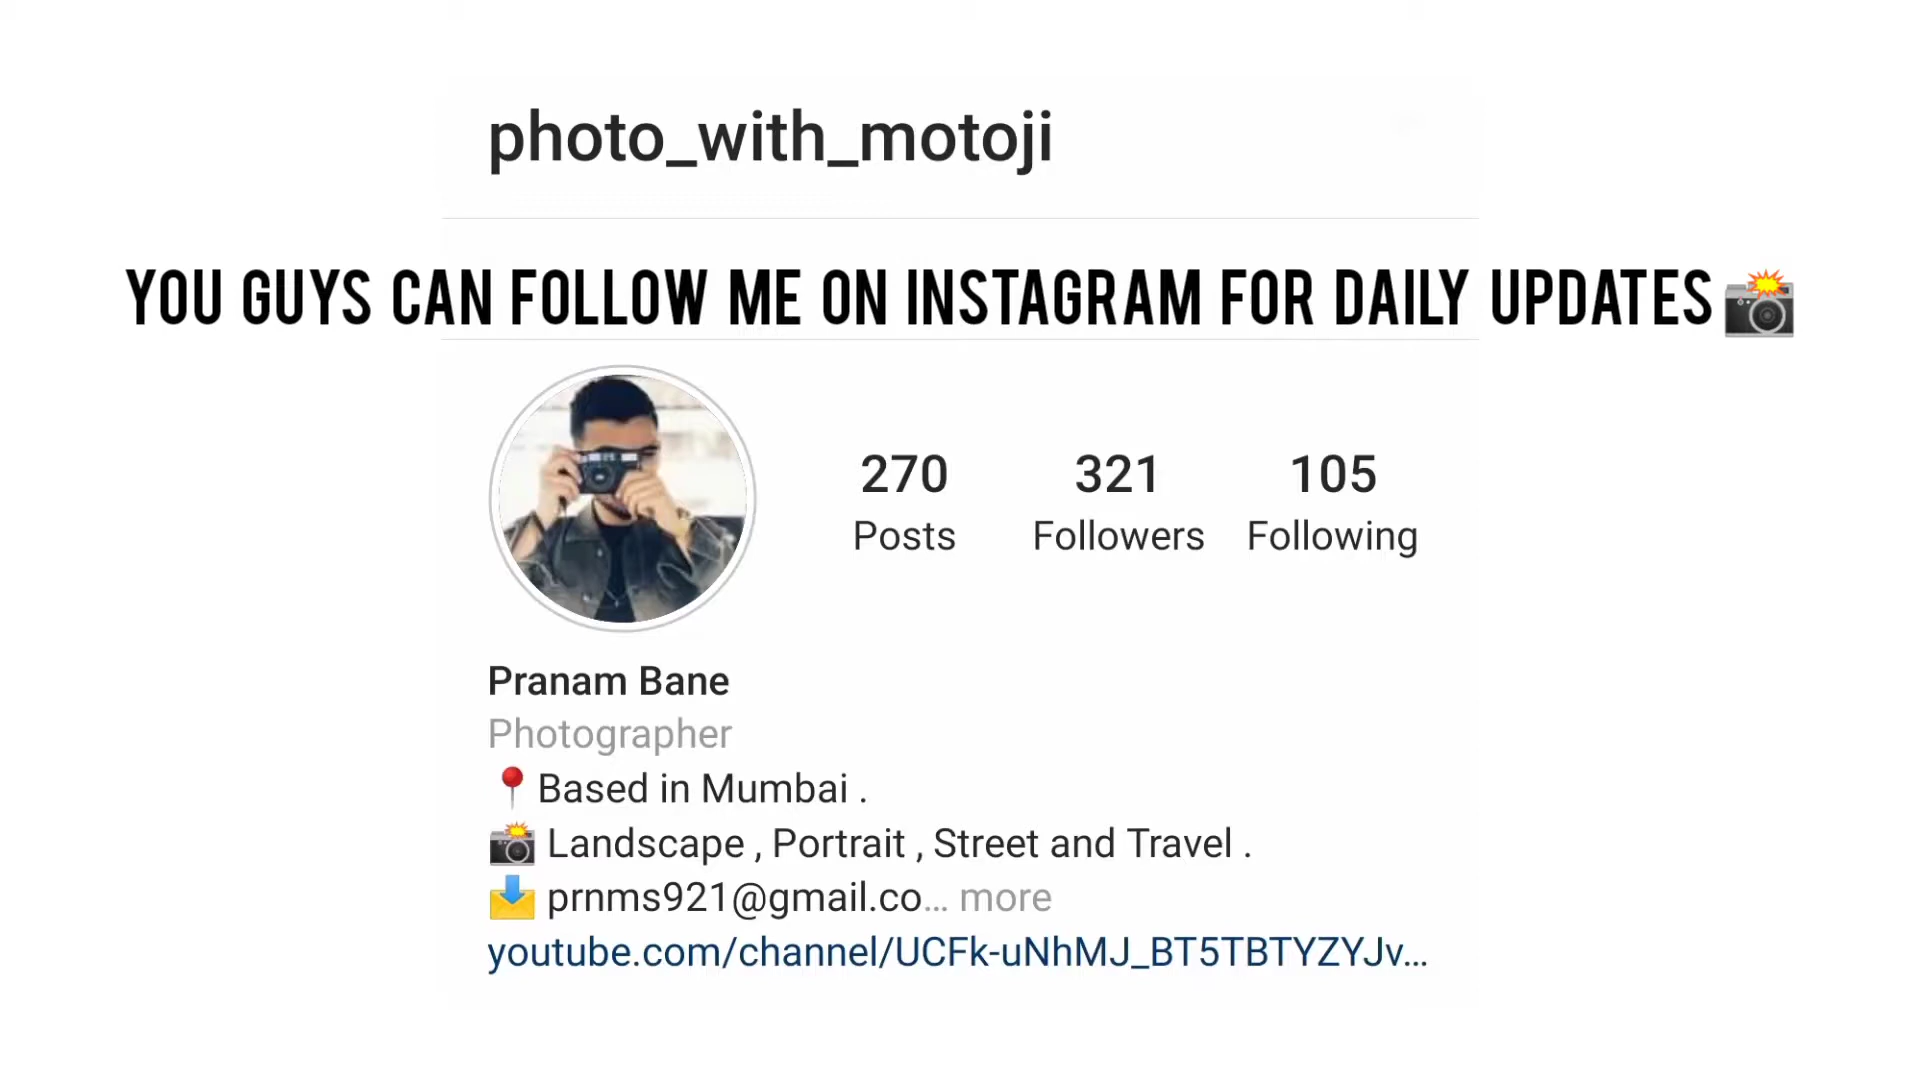 photo_with_motoji
YOU GUYS CAN FOLLOW ME ON INSTAGRAM FOR DAILY UPDATES📸
270 321 105
Posts Followers Following
Pranam Bane
Photographer
📍Based in Mumbai .
📸 Landscape , Portrait , Street and Travel .
📩 prnms921@gmail.co... more
youtube.com/channel/UCFk-uNhMJ_BT5TBTYZYJv...